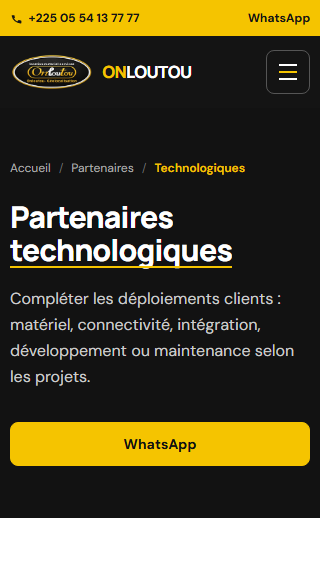 +225 05 54 13 77 77 WhatsApp
Onloutou
ONLOUTOU
Accueil / Partenaires / Technologiques
Partenaires
technologiques
Compléter les déploiements clients :
matériel, connectivité, intégration,
développement ou maintenance selon
les projets.
WhatsApp